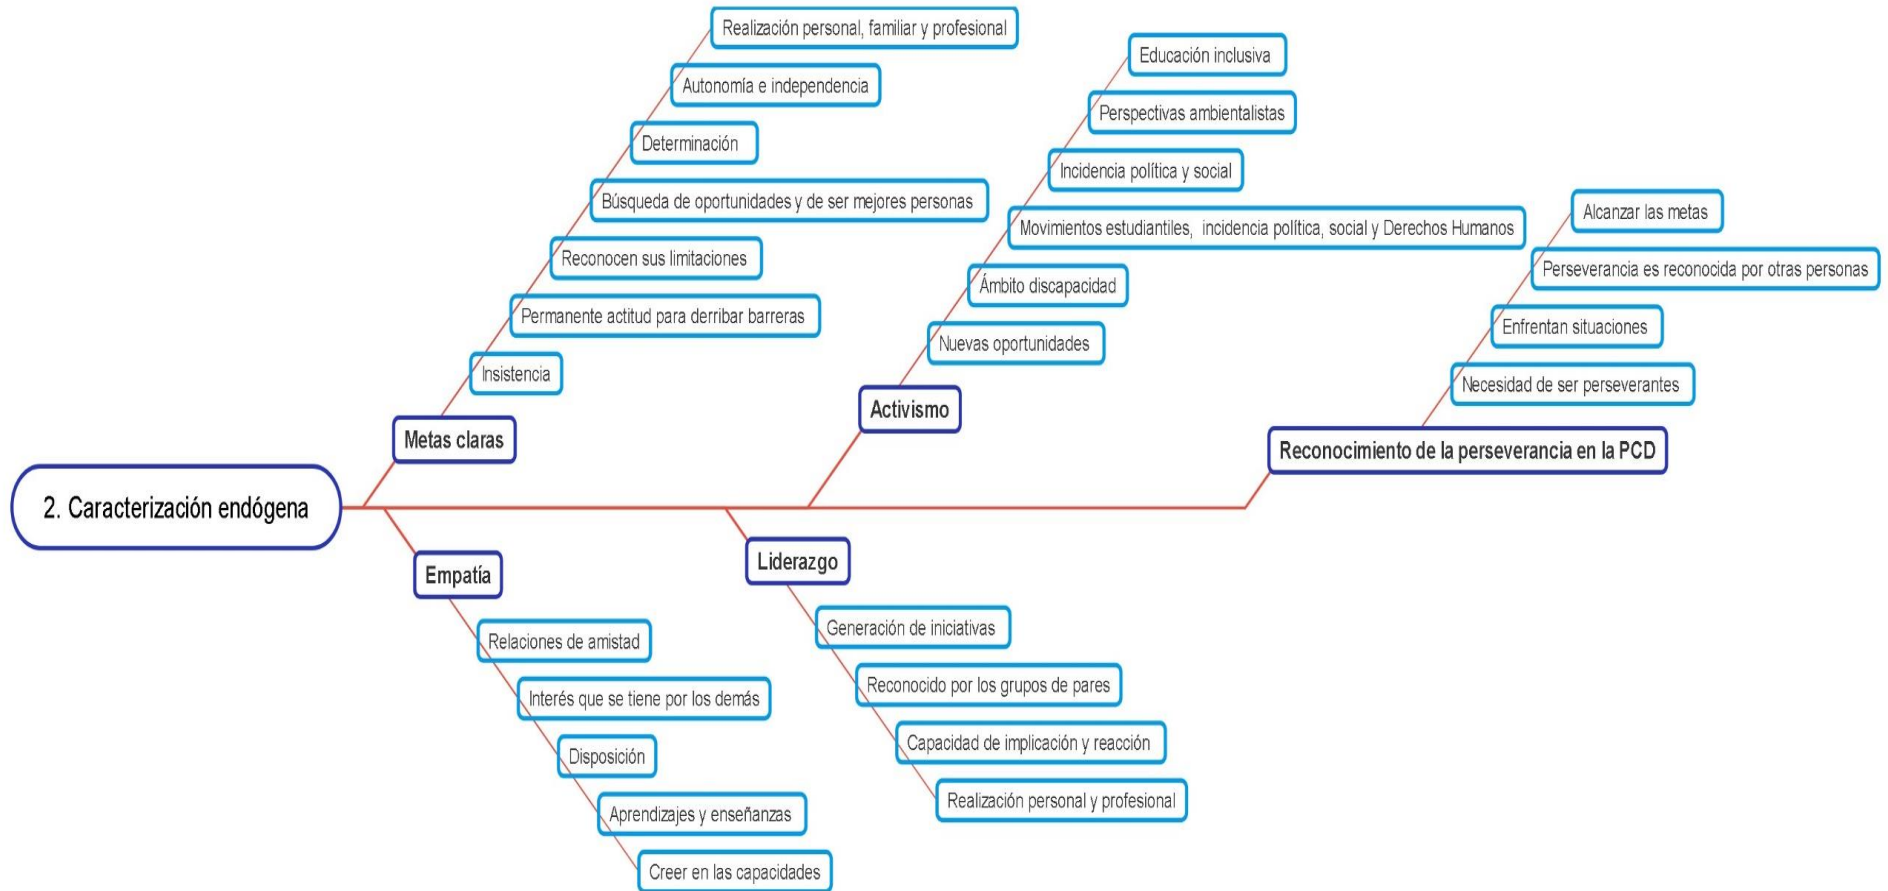 2. Caracterización endógena
Metas claras
Realización personal, familiar y profesional
Autonomía e independencia
Determinación
Búsqueda de oportunidades y de ser mejores personas
Reconocen sus limitaciones
Permanente actitud para derribar barreras
Insistencia
Activismo
Educación inclusiva
Perspectivas ambientalistas
Incidencia política y social
Movimientos estudiantiles, incidencia política, social y Derechos Humanos
Ámbito discapacidad
Nuevas oportunidades
Reconocimiento de la perseverancia en la PCD
Alcanzar las metas
Perseverancia es reconocida por otras personas
Enfrentan situaciones
Necesidad de ser perseverantes
Empatía
Relaciones de amistad
Interés que se tiene por los demás
Disposición
Aprendizajes y enseñanzas
Creer en las capacidades
Liderazgo
Generación de iniciativas
Reconocido por los grupos de pares
Capacidad de implicación y reacción
Realización personal y profesional